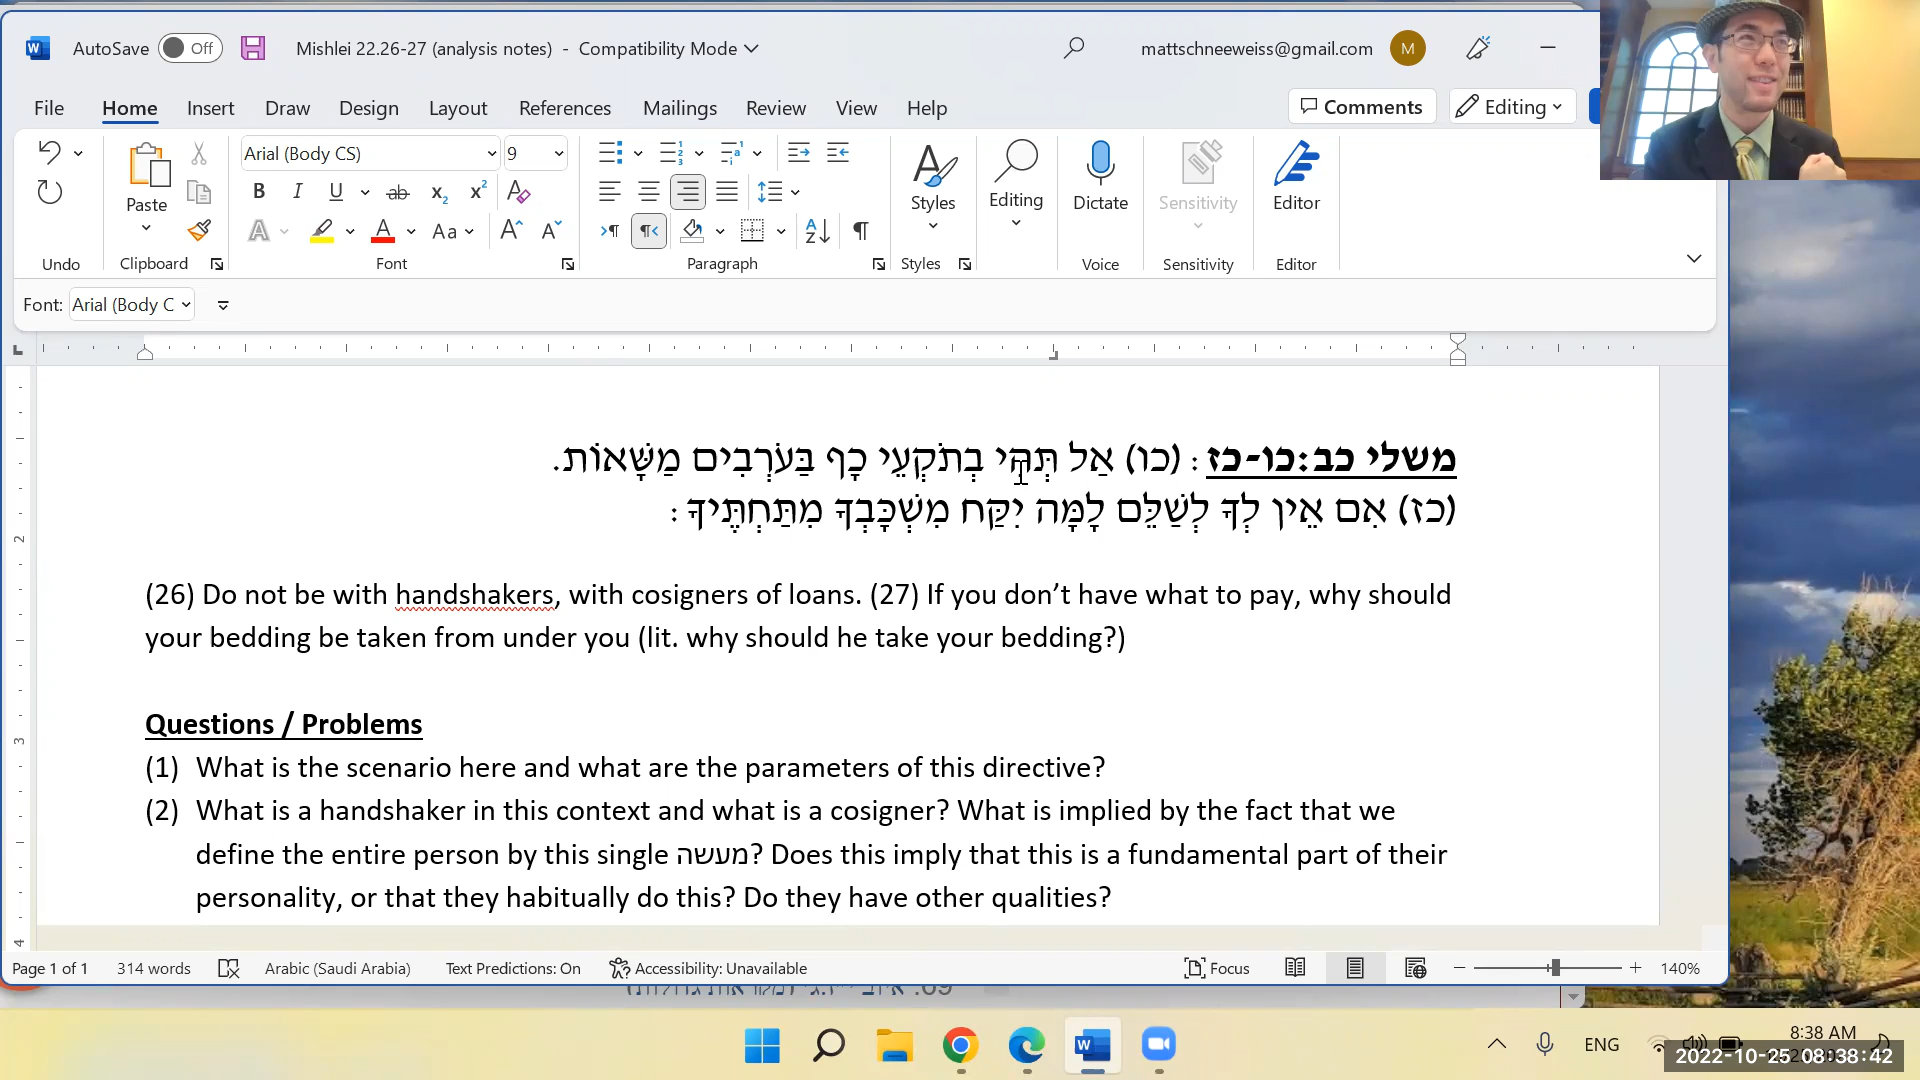 AutoSave Off Mishlei 22.26-27 (analysis notes) - Compatibility Mode mattschneeweiss@gmail.com M
File Home Insert Draw Design Layout References Mailings Review View Help Comments Editing
Arial (Body CS) 9
Paste Styles Editing Dictate Sensitivity Editor
Undo Clipboard Font Paragraph Styles Voice Sensitivity Editor
Font: Arial (Body C
משלי כב:כו-כז: (כו) אַל תְּהִי בְתֹקְעֵי כָף בַּעֹרְבִים מַשָּׁאוֹת.
(כז) אִם אֵין לְךָ לְשַׁלֵּם לָמָּה יִקַּח מִשְׁכָּבְךָ מִתַּחְתֶּיךָ:
(26) Do not be with handshakers, with cosigners of loans. (27) If you don’t have what to pay, why should
your bedding be taken from under you (lit. why should he take your bedding?)
Questions / Problems
(1) What is the scenario here and what are the parameters of this directive?
(2) What is a handshaker in this context and what is a cosigner? What is implied by the fact that we
define the entire person by this single מעשה? Does this imply that this is a fundamental part of their
personality, or that they habitually do this? Do they have other qualities?
Page 1 of 1 314 words Arabic (Saudi Arabia) Text Predictions: On Accessibility: Unavailable Focus 140%
ENG 8:38 AM
2022-10-25 08:38:42